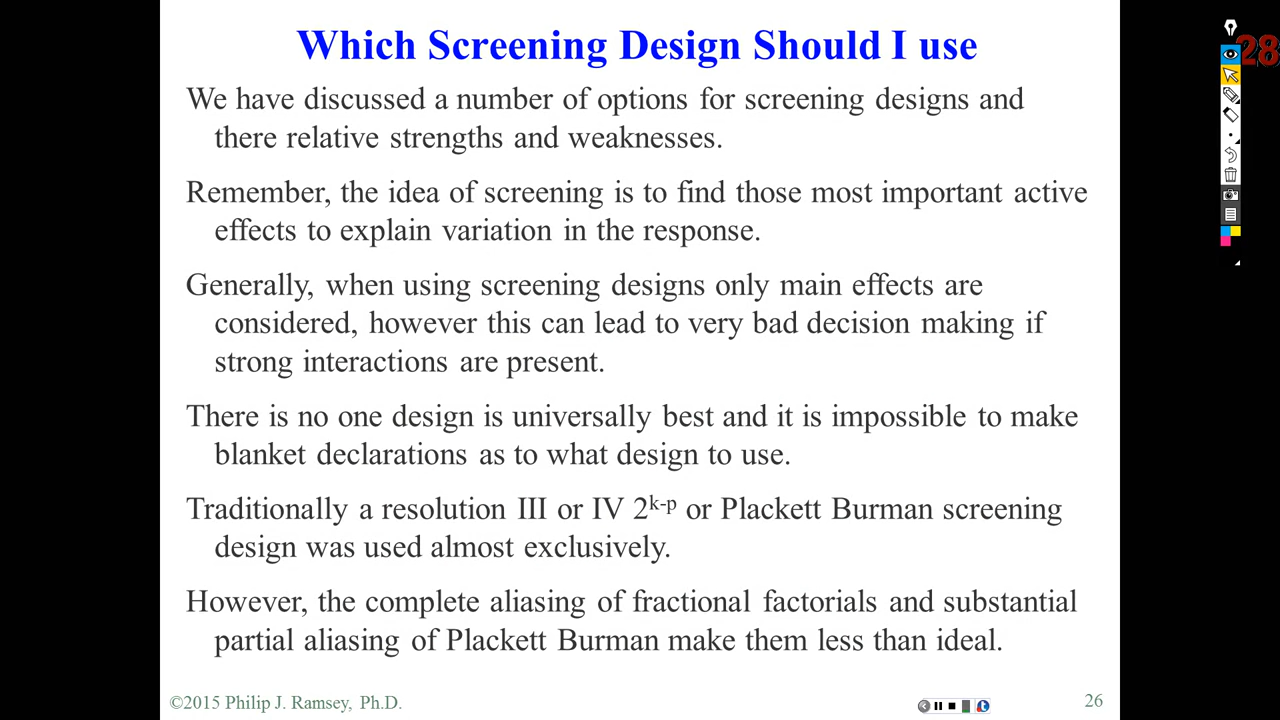 Which Screening Design Should I use
We have discussed a number of options for screening designs and
there relative strengths and weaknesses.
Remember, the idea of screening is to find those most important active
effects to explain variation in the response.
Generally, when using screening designs only main effects are
considered, however this can lead to very bad decision making if
strong interactions are present.
There is no one design is universally best and it is impossible to make
blanket declarations as to what design to use.
Traditionally a resolution III or IV 2^k-p or Plackett Burman screening
design was used almost exclusively.
However, the complete aliasing of fractional factorials and substantial
partial aliasing of Plackett Burman make them less than ideal.
©2015 Philip J. Ramsey, Ph.D.
26
28